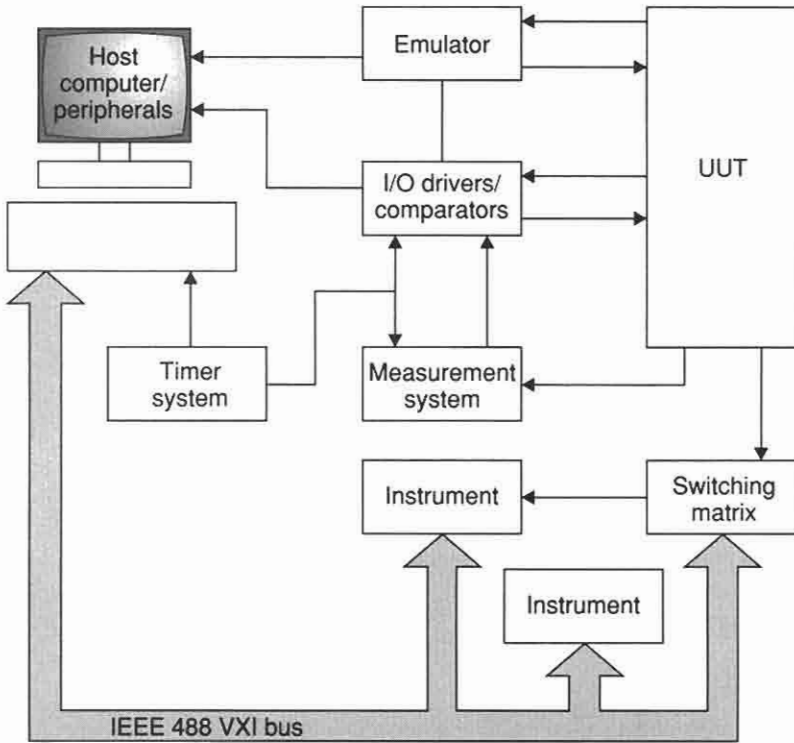 Host
computer/
peripherals
Emulator
UUT
I/O drivers/
comparators
Timer
system
Measurement
system
Instrument
Switching
matrix
Instrument
IEEE 488 VXI bus